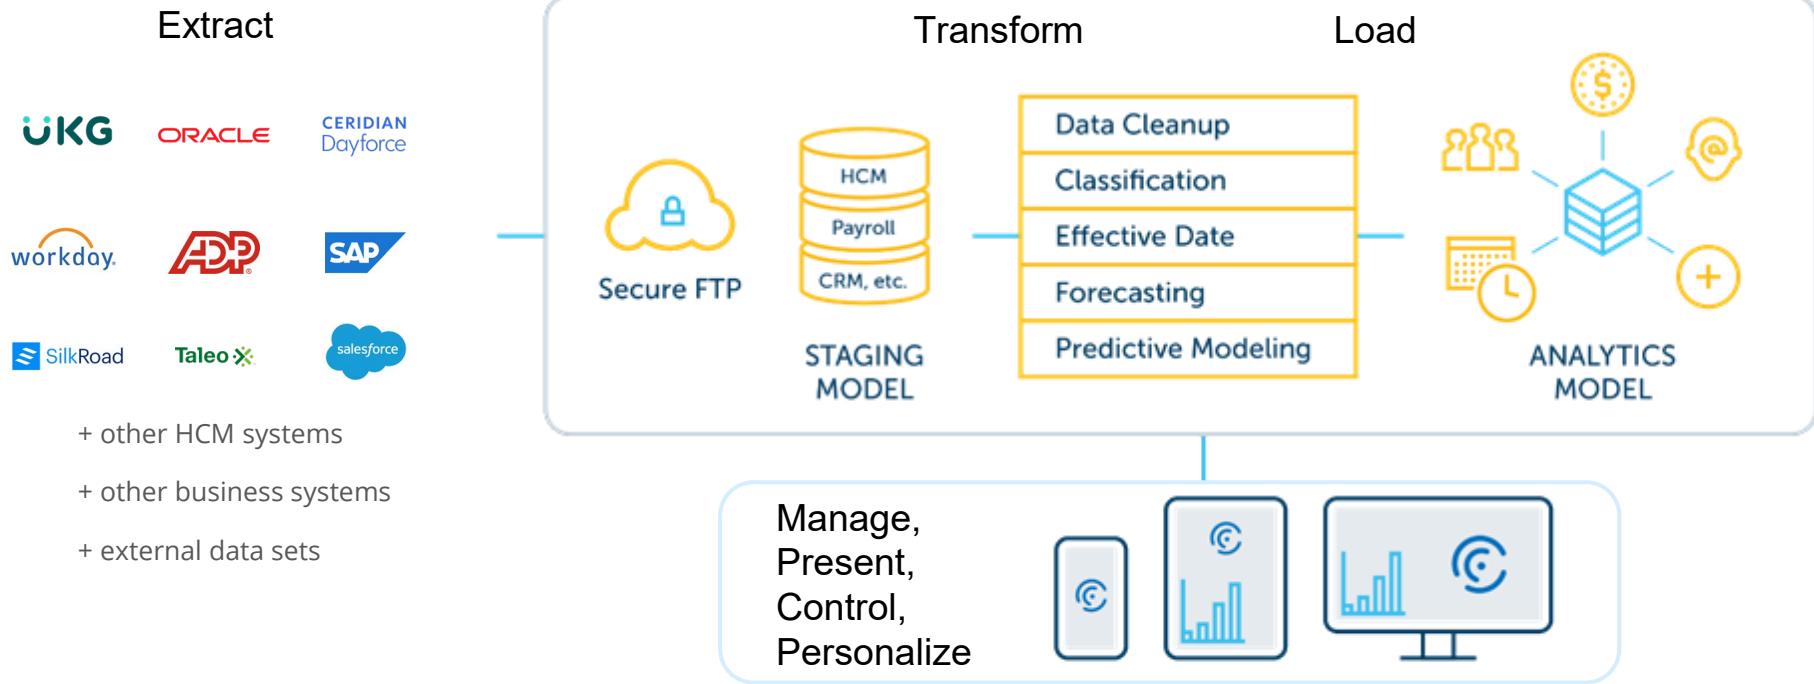 Extract
UKG
ORACLE
CERIDIAN
Dayforce
workday.
ADP
SAP
SilkRoad
Taleo
salesforce
+ other HCM systems
+ other business systems
+ external data sets
Transform
Load
Secure FTP
HCM
Payroll
CRM, etc.
STAGING
MODEL
Data Cleanup
Classification
Effective Date
Forecasting
Predictive Modeling
$
@
+
ANALYTICS
MODEL
Manage,
Present,
Control,
Personalize